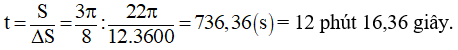 t = S/ΔS = 3π/8 : 22π/12.3600 = 736,36(s) = 12 phút 16,36 giây.